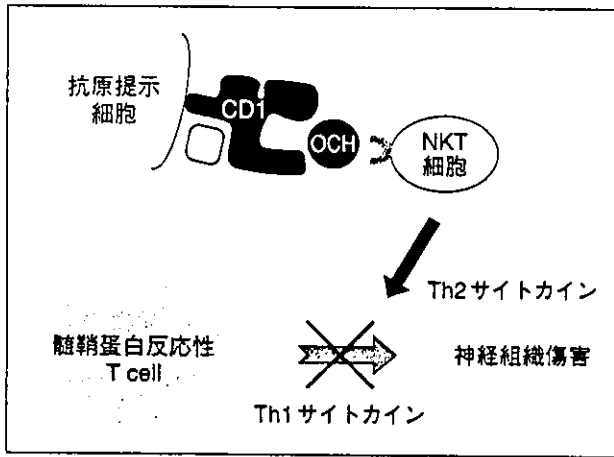 抗原提示
細胞
CD1
OCH
NKT
細胞
Th2サイトカイン
髄鞘蛋白反応性
T cell
神経組織傷害
Th1サイトカイン